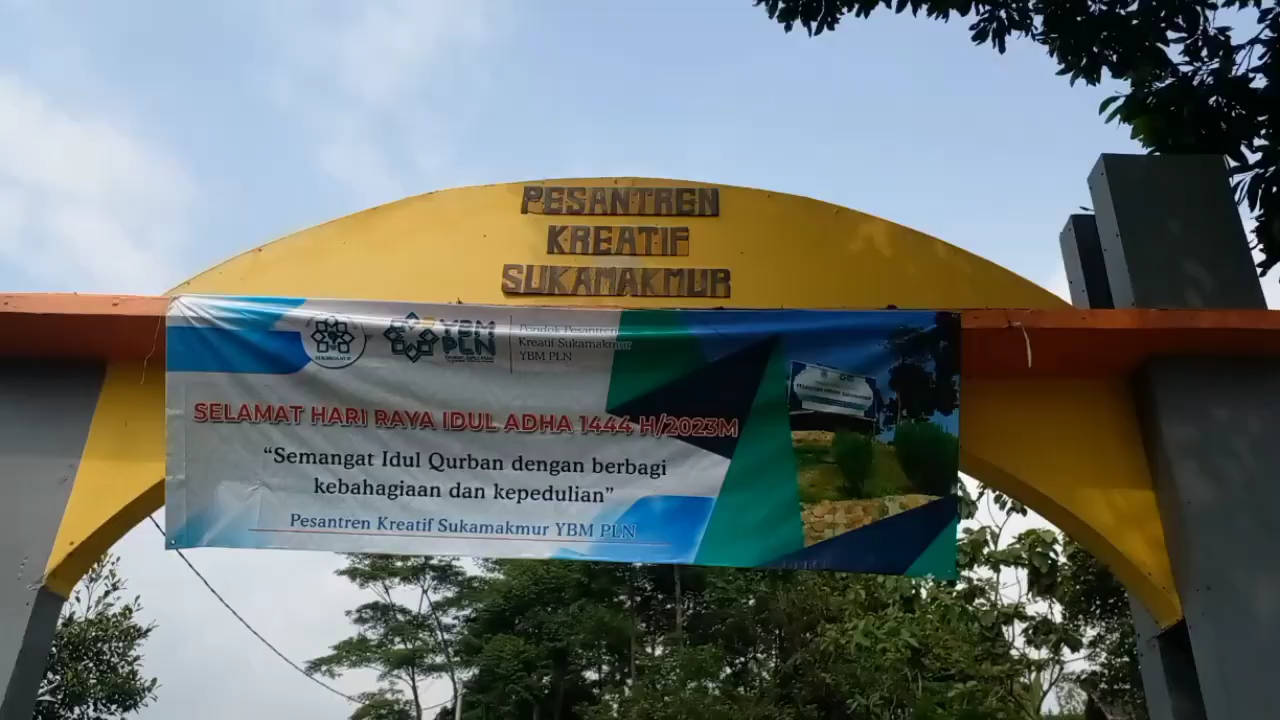 PESANTREN
KREATIF
SUKAMAKMUR
YBM
PLN
Pondok Pesantren
Kreatif Sukamakmur
YBM PLN
SELAMAT HARI RAYA IDUL ADHA 1444 H/2023M
“Semangat Idul Qurban dengan berbagi
kebahagiaan dan kepedulian”
Pesantren Kreatif Sukamakmur YBM PLN